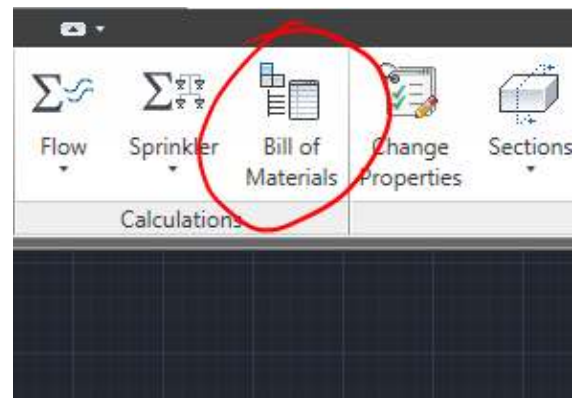 Flow
Sprinkler
Bill of
Materials
Change
Properties
Sections
Calculations